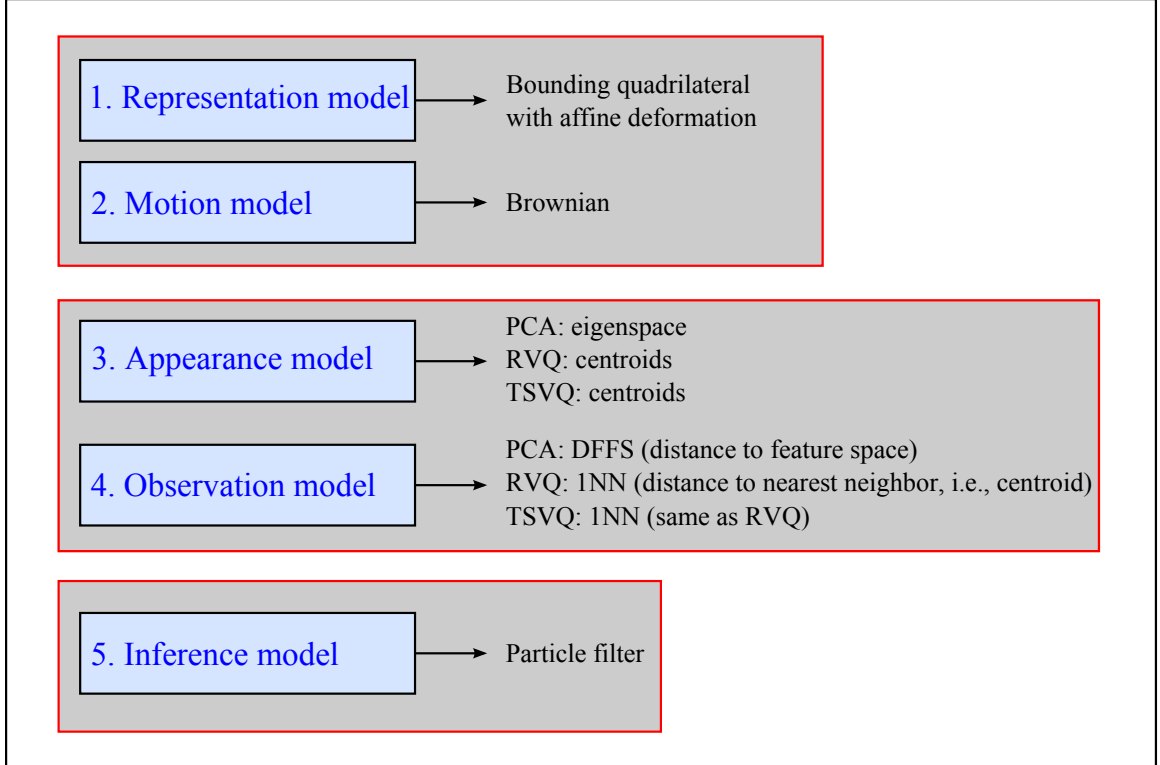 1. Representation model
Bounding quadrilateral
with affine deformation
2. Motion model
Brownian
3. Appearance model
PCA: eigenspace
RVQ: centroids
TSVQ: centroids
4. Observation model
PCA: DFFS (distance to feature space)
RVQ: 1NN (distance to nearest neighbor, i.e., centroid)
TSVQ: 1NN (same as RVQ)
5. Inference model
Particle filter